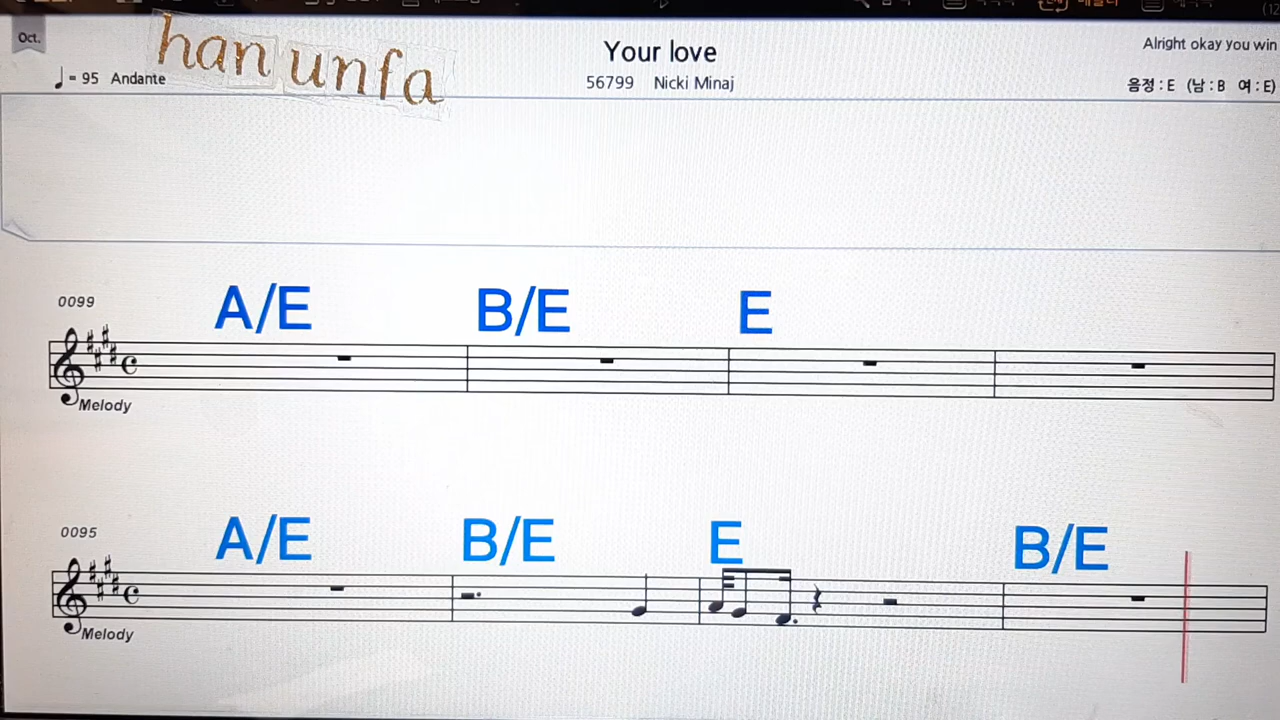 Oct.
han unfa
Your love
Alright okay you win
♩= 95 Andante
56799 Nicki Minaj
음정 : E (남 : B 여 : E)
0099
A/E B/E E
Melody
0095
A/E B/E E B/E
Melody